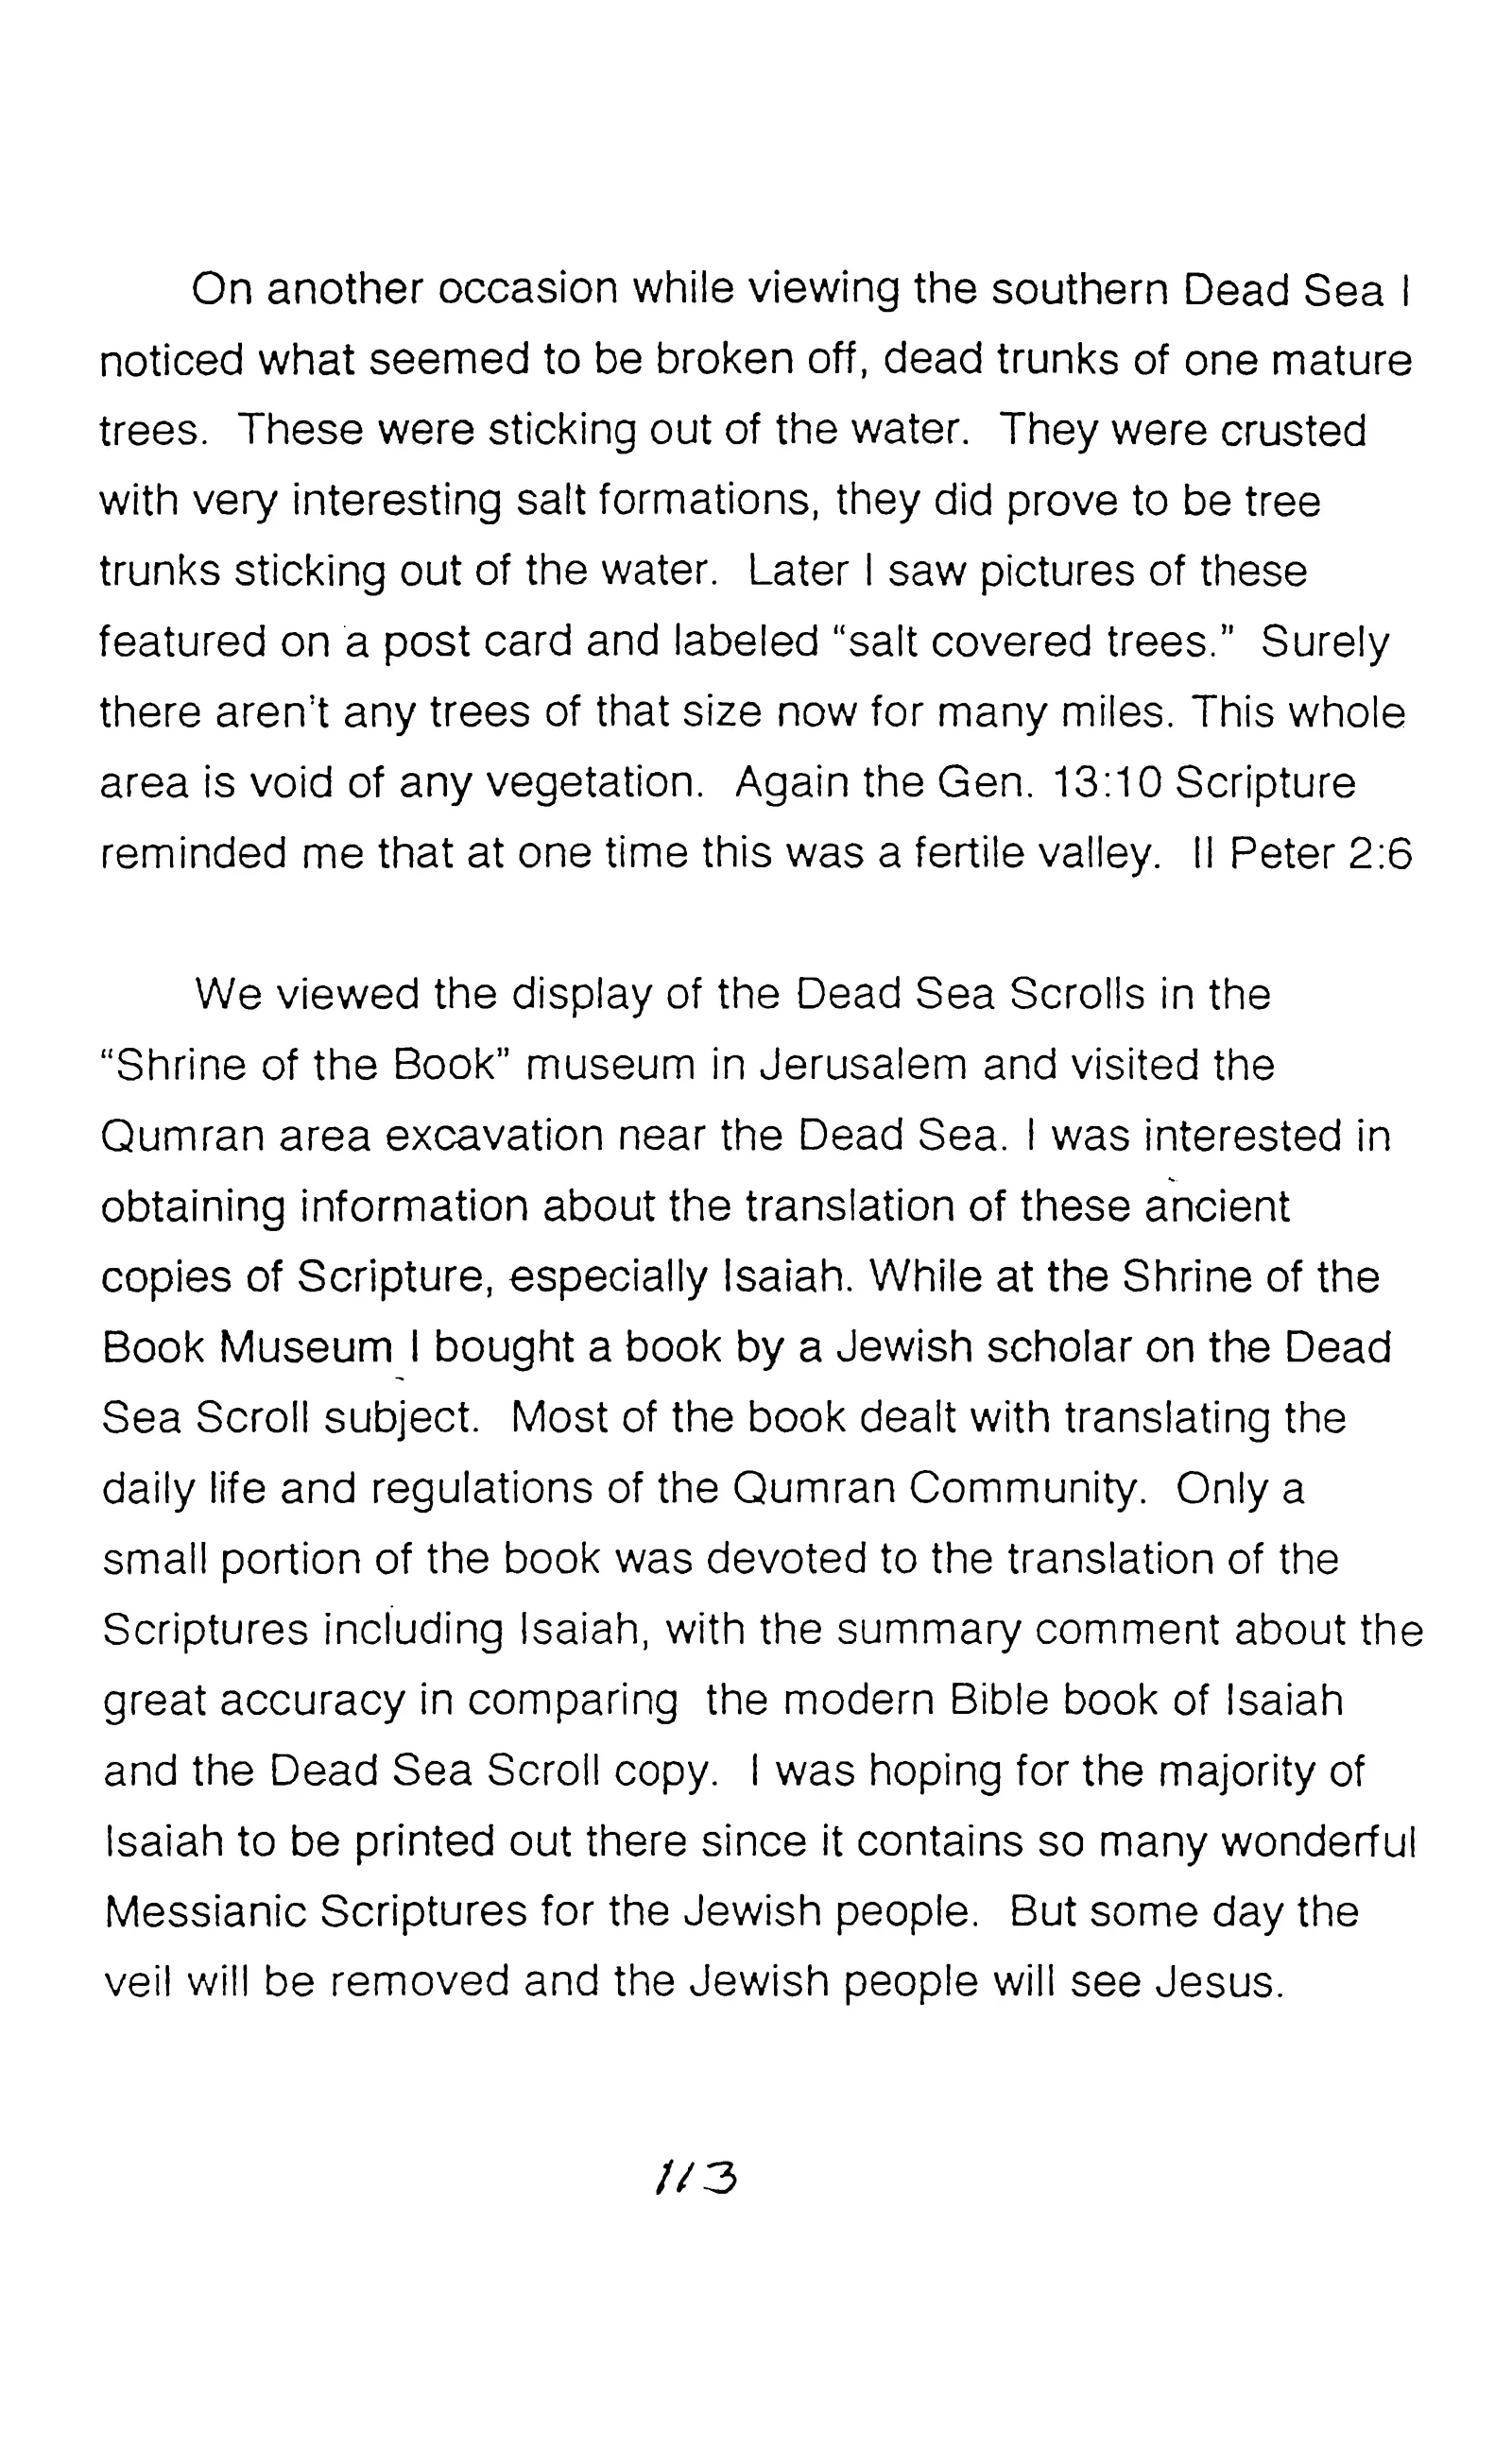 On another occasion while viewing the southern Dead Sea I
noticed what seemed to be broken off, dead trunks of one mature
trees. These were sticking out of the water. They were crusted
with very interesting salt formations, they did prove to be tree
trunks sticking out of the water. Later I saw pictures of these
featured on a post card and labeled “salt covered trees.” Surely
there aren't any trees of that size now for many miles. This whole
area is void of any vegetation. Again the Gen. 13:10 Scripture
reminded me that at one time this was a fertile valley. II Peter 2:6
We viewed the display of the Dead Sea Scrolls in the
“Shrine of the Book” museum in Jerusalem and visited the
Qumran area excavation near the Dead Sea. I was interested in
obtaining information about the translation of these ancient
copies of Scripture, especially Isaiah. While at the Shrine of the
Book Museum I bought a book by a Jewish scholar on the Dead
Sea Scroll subject. Most of the book dealt with translating the
daily life and regulations of the Qumran Community. Only a
small portion of the book was devoted to the translation of the
Scriptures including Isaiah, with the summary comment about the
great accuracy in comparing the modern Bible book of Isaiah
and the Dead Sea Scroll copy. I was hoping for the majority of
Isaiah to be printed out there since it contains so many wonderful
Messianic Scriptures for the Jewish people. But some day the
veil will be removed and the Jewish people will see Jesus.
113